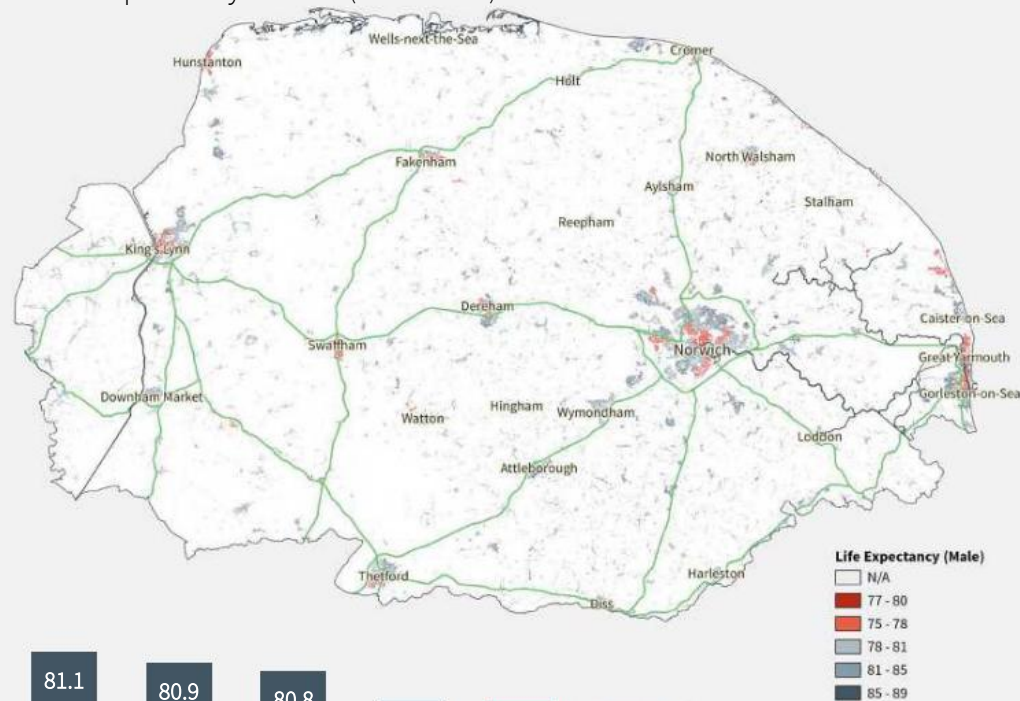 Wells-next-the-Sea
Cromer
Hunstanton
Holt
Fakenham
North Walsham
Aylsham
Stalham
Reepham
King's Lynn
Dereham
Caister-on-Sea
Swaffham
Norwich
Great Yarmouth
Downham Market
Gorleston-on-Sea
Watton
Hingham
Wymondham
Loddon
Attleborough
Thetford
Harleston
Diss
Life Expectancy (Male)
N/A
77 - 80
75 - 78
78 - 81
81 - 85
85 - 89
81.1
80.9
80.8